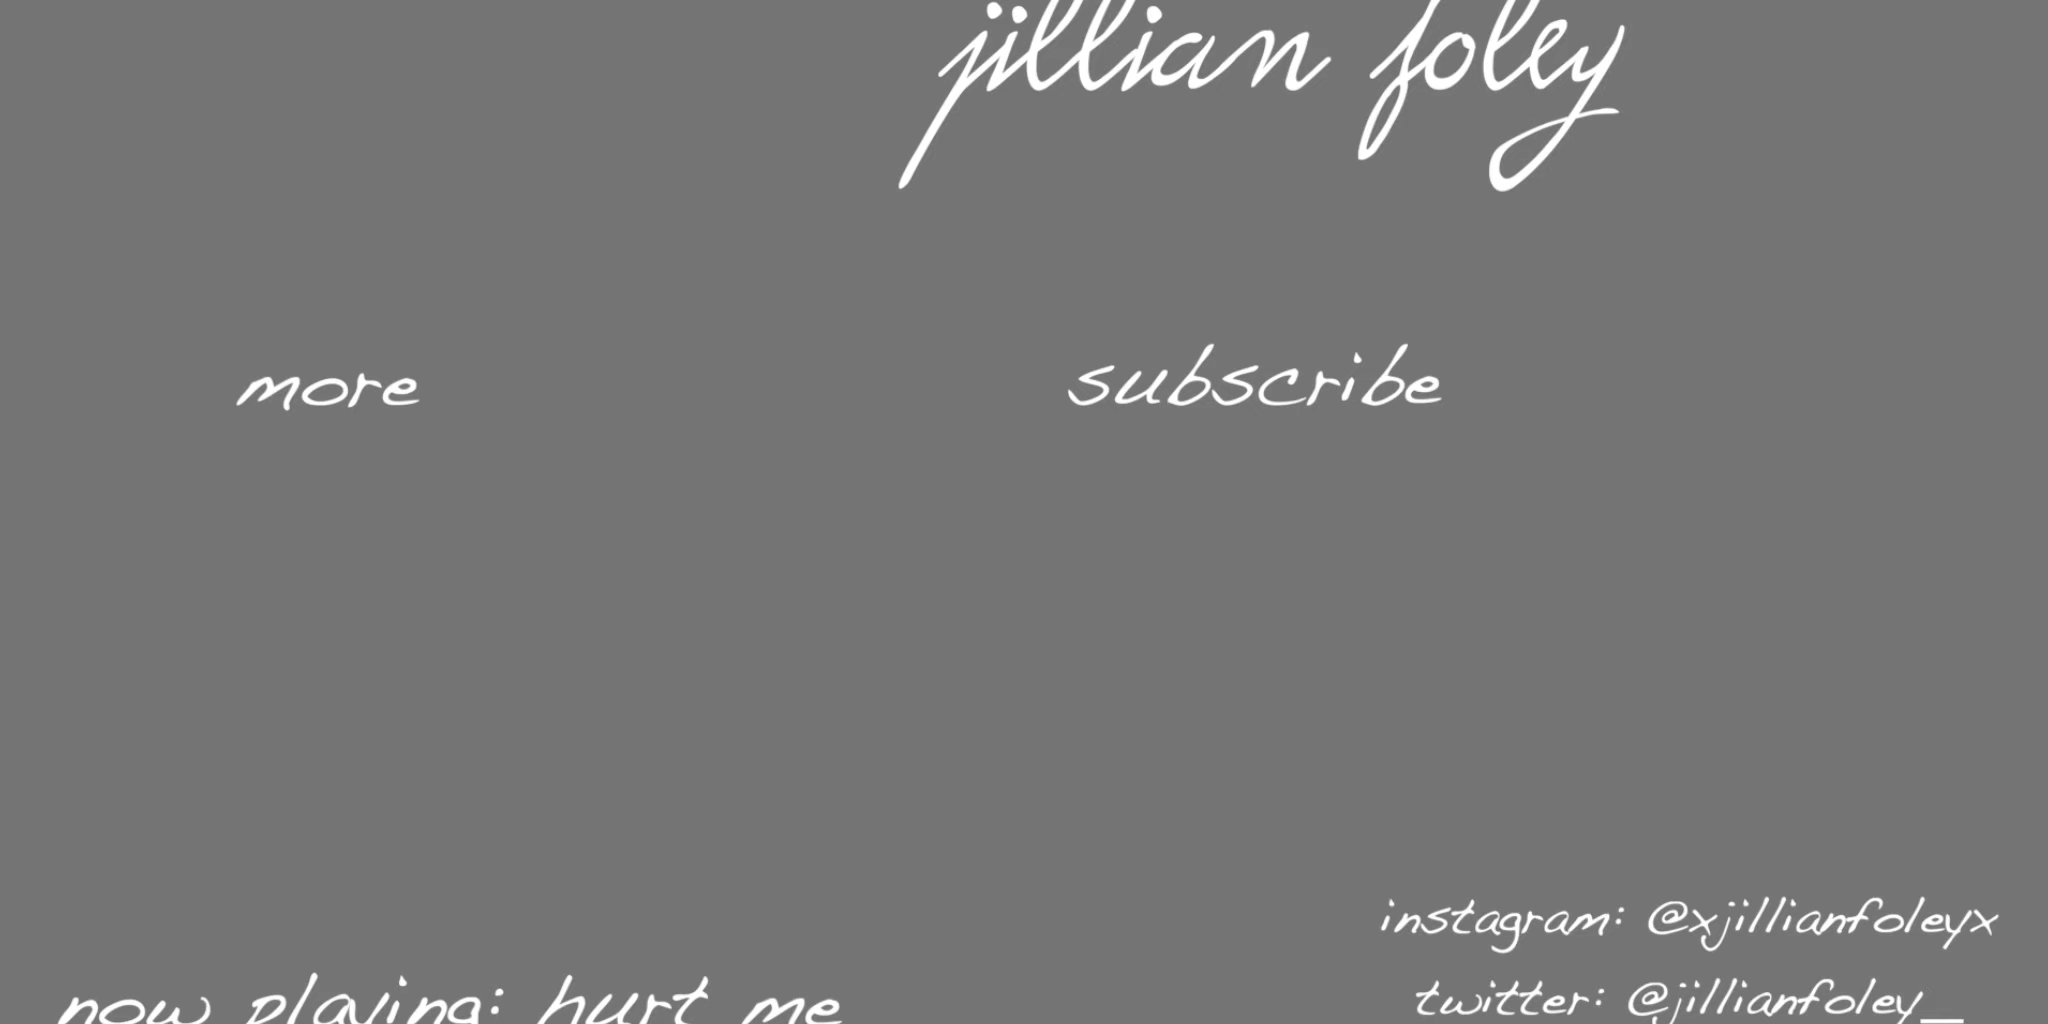 jillian foley
more
subscribe
instagram: @xjillianfoleyx
now playing: hurt me
twitter: @jillianfoley_